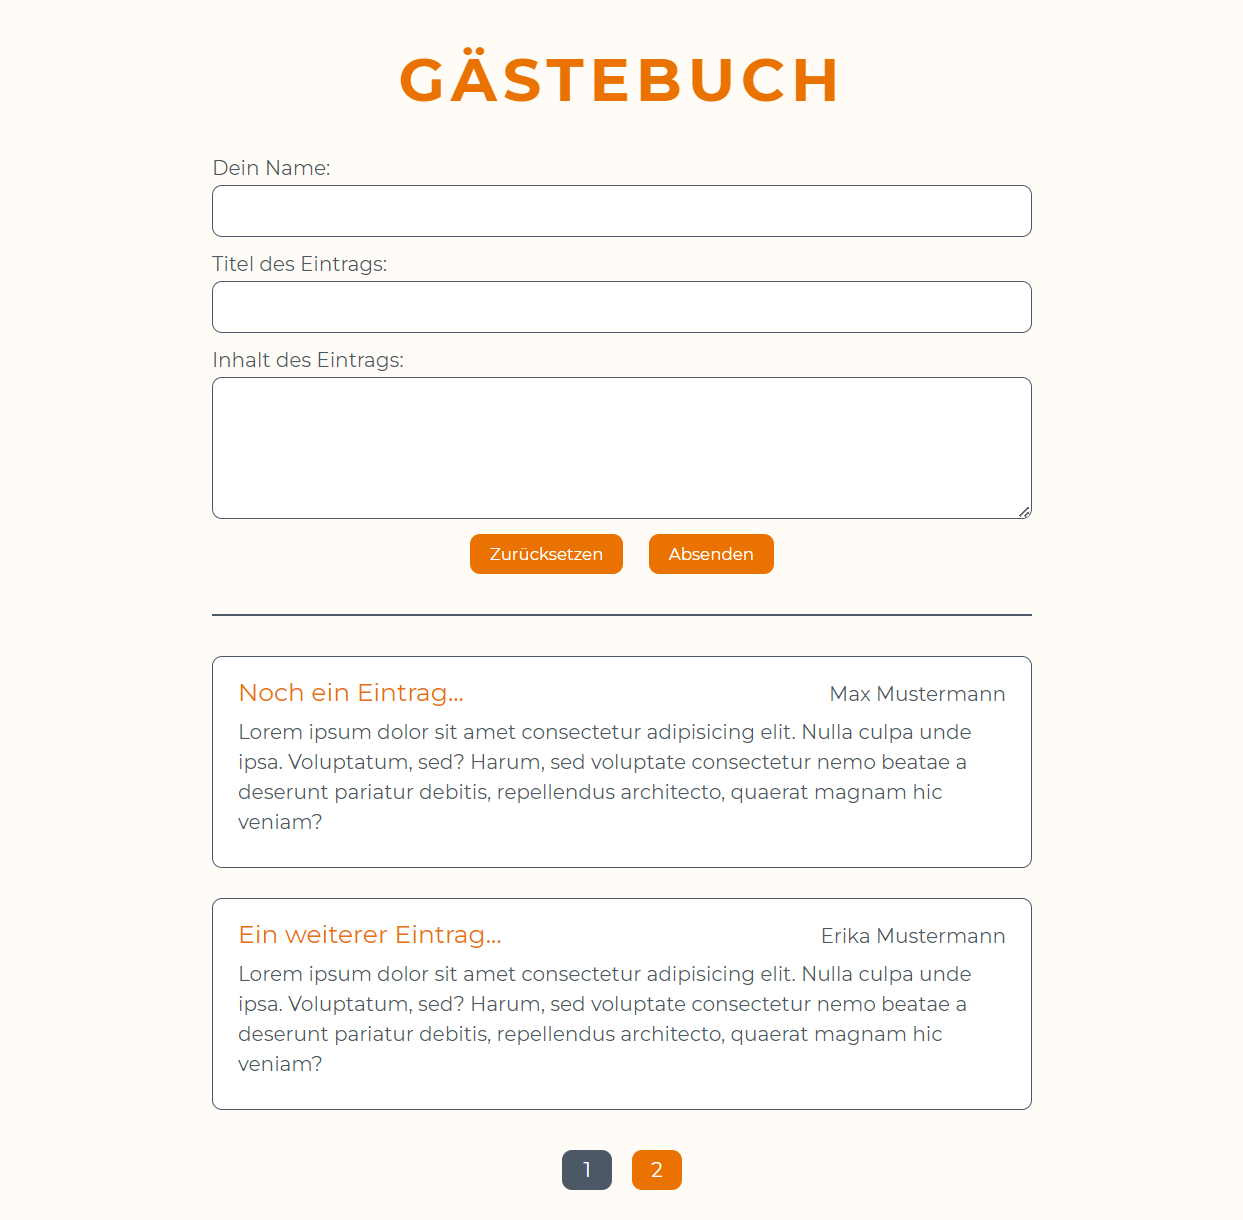 GÄSTEBUCH
Dein Name:
Titel des Eintrags:
Inhalt des Eintrags:
Zurücksetzen Absenden
Noch ein Eintrag... Max Mustermann
Lorem ipsum dolor sit amet consectetur adipisicing elit. Nulla culpa unde
ipsa. Voluptatum, sed? Harum, sed voluptate consectetur nemo beatae a
deserunt pariatur debitis, repellendus architecto, quaerat magnam hic
veniam?
Ein weiterer Eintrag... Erika Mustermann
Lorem ipsum dolor sit amet consectetur adipisicing elit. Nulla culpa unde
ipsa. Voluptatum, sed? Harum, sed voluptate consectetur nemo beatae a
deserunt pariatur debitis, repellendus architecto, quaerat magnam hic
veniam?
1 2